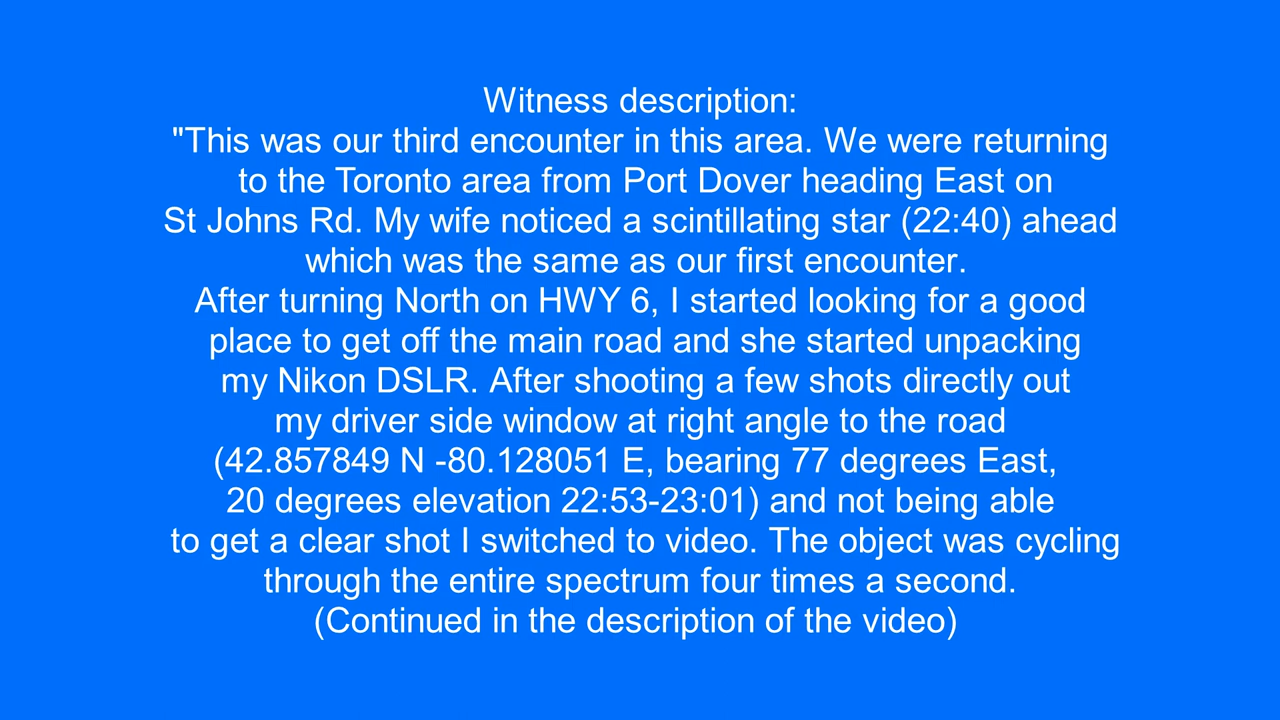 Witness description:
"This was our third encounter in this area. We were returning
to the Toronto area from Port Dover heading East on
St Johns Rd. My wife noticed a scintillating star (22:40) ahead
which was the same as our first encounter.
After turning North on HWY 6, I started looking for a good
place to get off the main road and she started unpacking
my Nikon DSLR. After shooting a few shots directly out
my driver side window at right angle to the road
(42.857849 N -80.128051 E, bearing 77 degrees East,
20 degrees elevation 22:53-23:01) and not being able
to get a clear shot I switched to video. The object was cycling
through the entire spectrum four times a second.
(Continued in the description of the video)